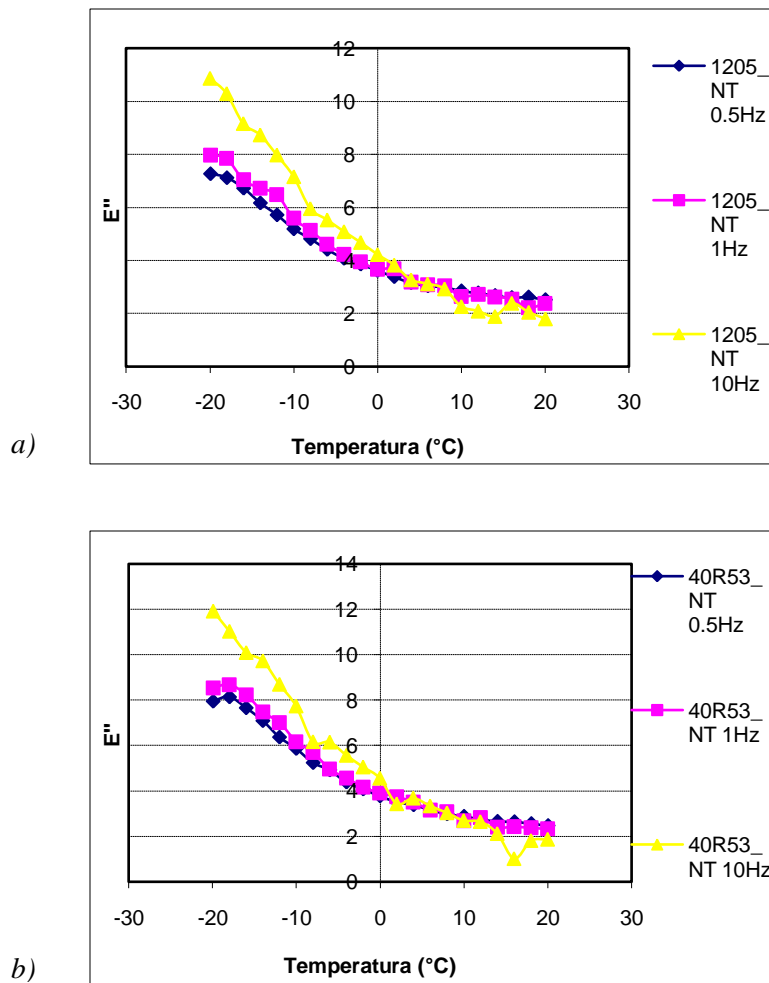 12
10
8
6
4
2
0
-30 -20 -10 0 10 20 30
E"
Temperatura (°C)
1205_
NT
0.5Hz
1205_
NT
1Hz
1205_
NT
10Hz
a)
14
12
10
8
6
4
2
0
-30 -20 -10 0 10 20 30
E"
Temperatura (°C)
40R53_
NT
0.5Hz
40R53_
NT 1Hz
40R53_
NT 10Hz
b)